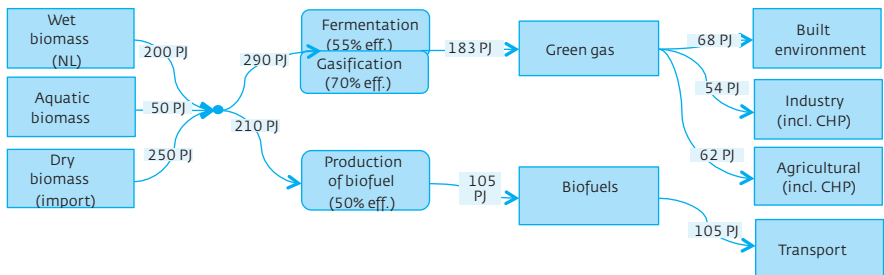 Wet
biomass
(NL)
200 PJ
Aquatic
biomass
50 PJ
Dry
biomass
(import)
250 PJ
290 PJ
210 PJ
Fermentation
(55% eff.)
Gasification
(70% eff.)
Production
of biofuel
(50% eff.)
183 PJ
105
PJ
Green gas
Biofuels
68 PJ
54 PJ
62 PJ
105 PJ
Built
environment
Industry
(incl. CHP)
Agricultural
(incl. CHP)
Transport